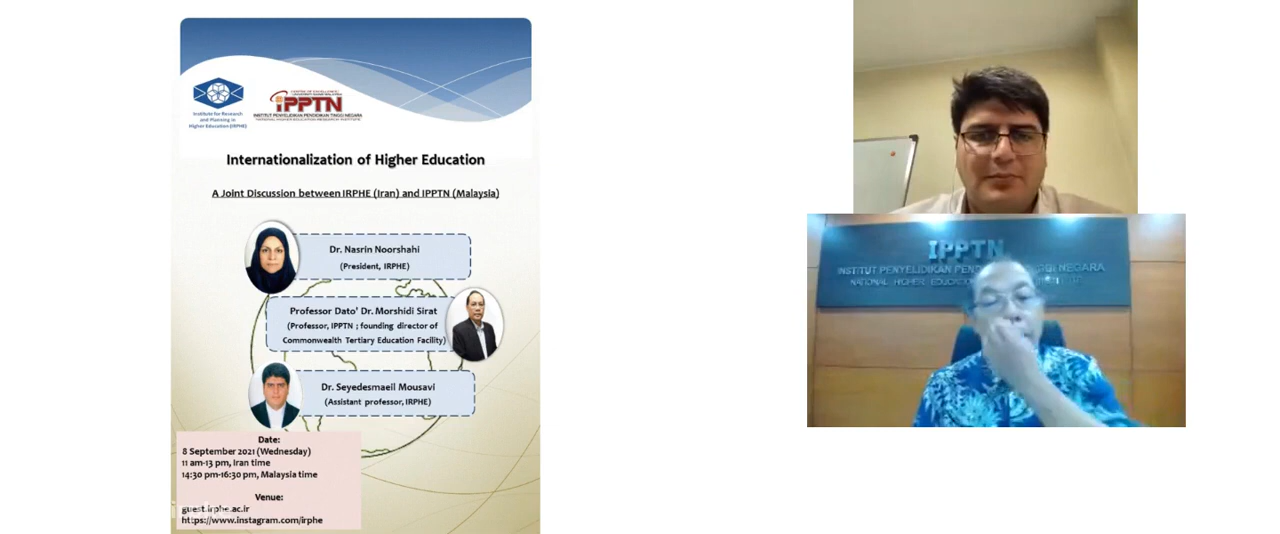 Institute for Research
and Planning in
Higher Education (IRPHE)
IPPTN
INSTITUT PENYELIDIKAN PENDIDIKAN TINGGI NEGARA
NATIONAL HIGHER EDUCATION RESEARCH INSTITUTE
Internationalization of Higher Education
A Joint Discussion between IRPHE (Iran) and IPPTN (Malaysia)
Dr. Nasrin Noorshahi
(President, IRPHE)
Professor Dato' Dr. Morshidi Sirat
(Professor, IPPTN ; founding director of
Commonwealth Tertiary Education Facility)
Dr. Seyedesmaeil Mousavi
(Assistant professor, IRPHE)
Date:
8 September 2021 (Wednesday)
11 am-13 pm, Iran time
14:30 pm-16:30 pm, Malaysia time
Venue:
guest.irphe.ac.ir
https://www.instagram.com/irphe
IPPTN
INSTITUT PENYELIDIKAN NEGARA
NATIONAL HIGHER